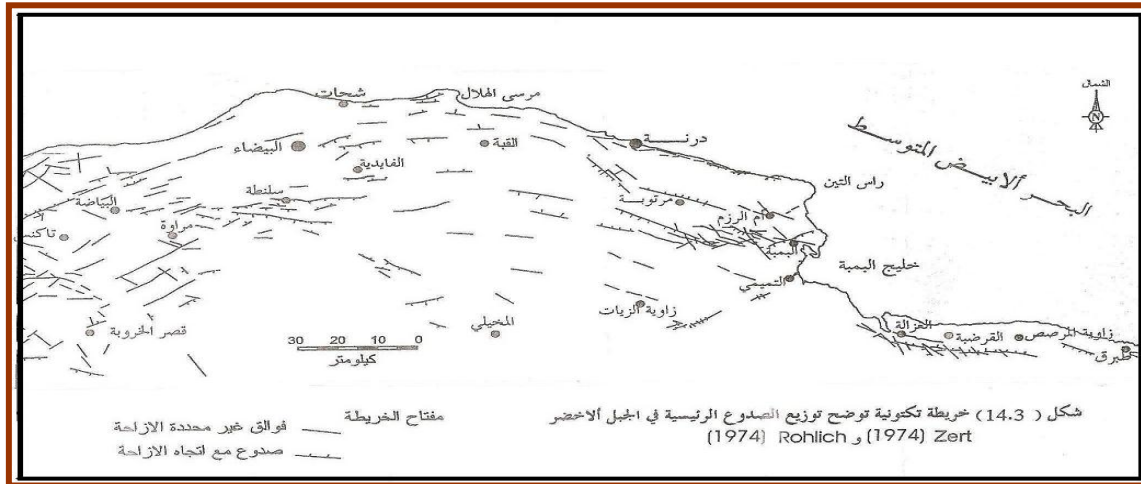 الشمال
N
مرسى الهلال
شحات
درنـــة
القبة
البيضاء
البحر الأبيض المتوسط
الفايدية
راس التين
سلنطة
مرتوبة
البياضة
أم الرزم
مراوة
تاكنس
البمبة
خليج البمبة
التميمي
زاوية الزيات
المخيلي
قصر الخروبة
الغزالة
القرضبة
زاوية المرصص
طبرق
30 20 10 0
كيلومتر
شكل ( 14.3 ) خريطة تكتونية توضح توزيع الصدوع الرئيسية في الجبل ألاخضر
Zert (1974) و Rohlich (1974)
مفتاح الخريطة
فوالق غير محددة الازاحة
صدوع مع اتجاه الازاحة